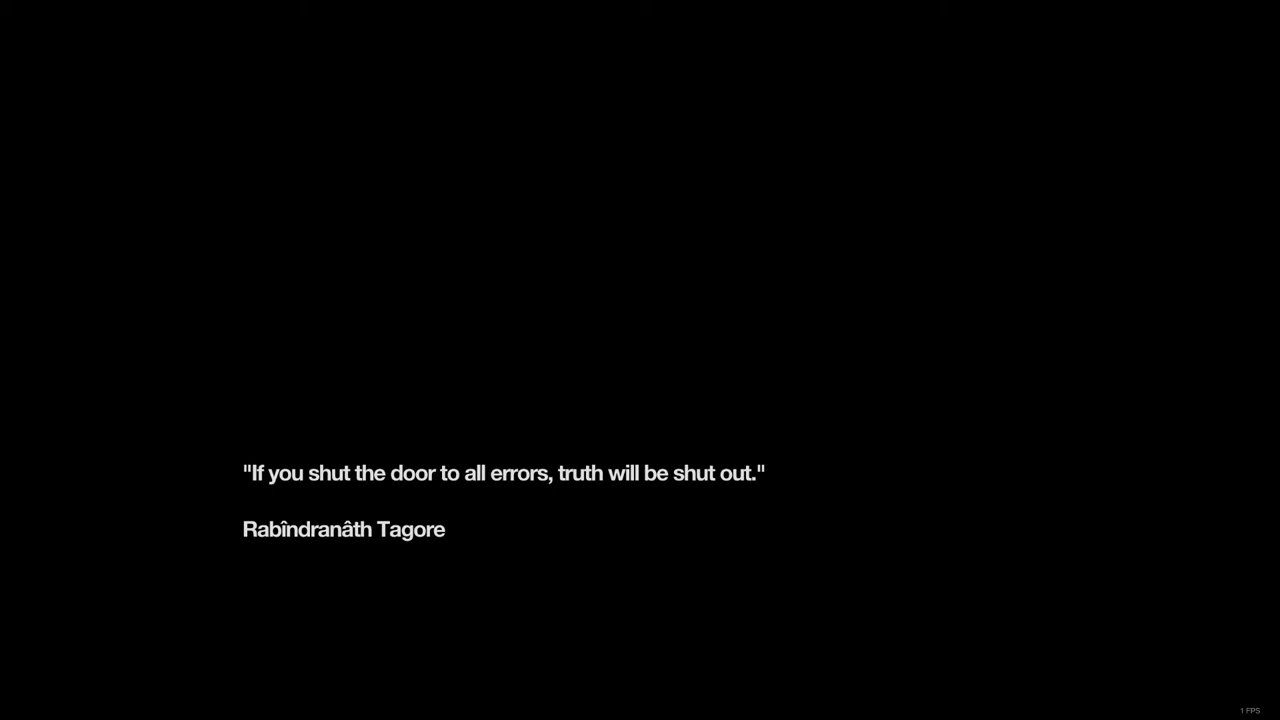 "If you shut the door to all errors, truth will be shut out."
Rabîndranâth Tagore
1 FPS